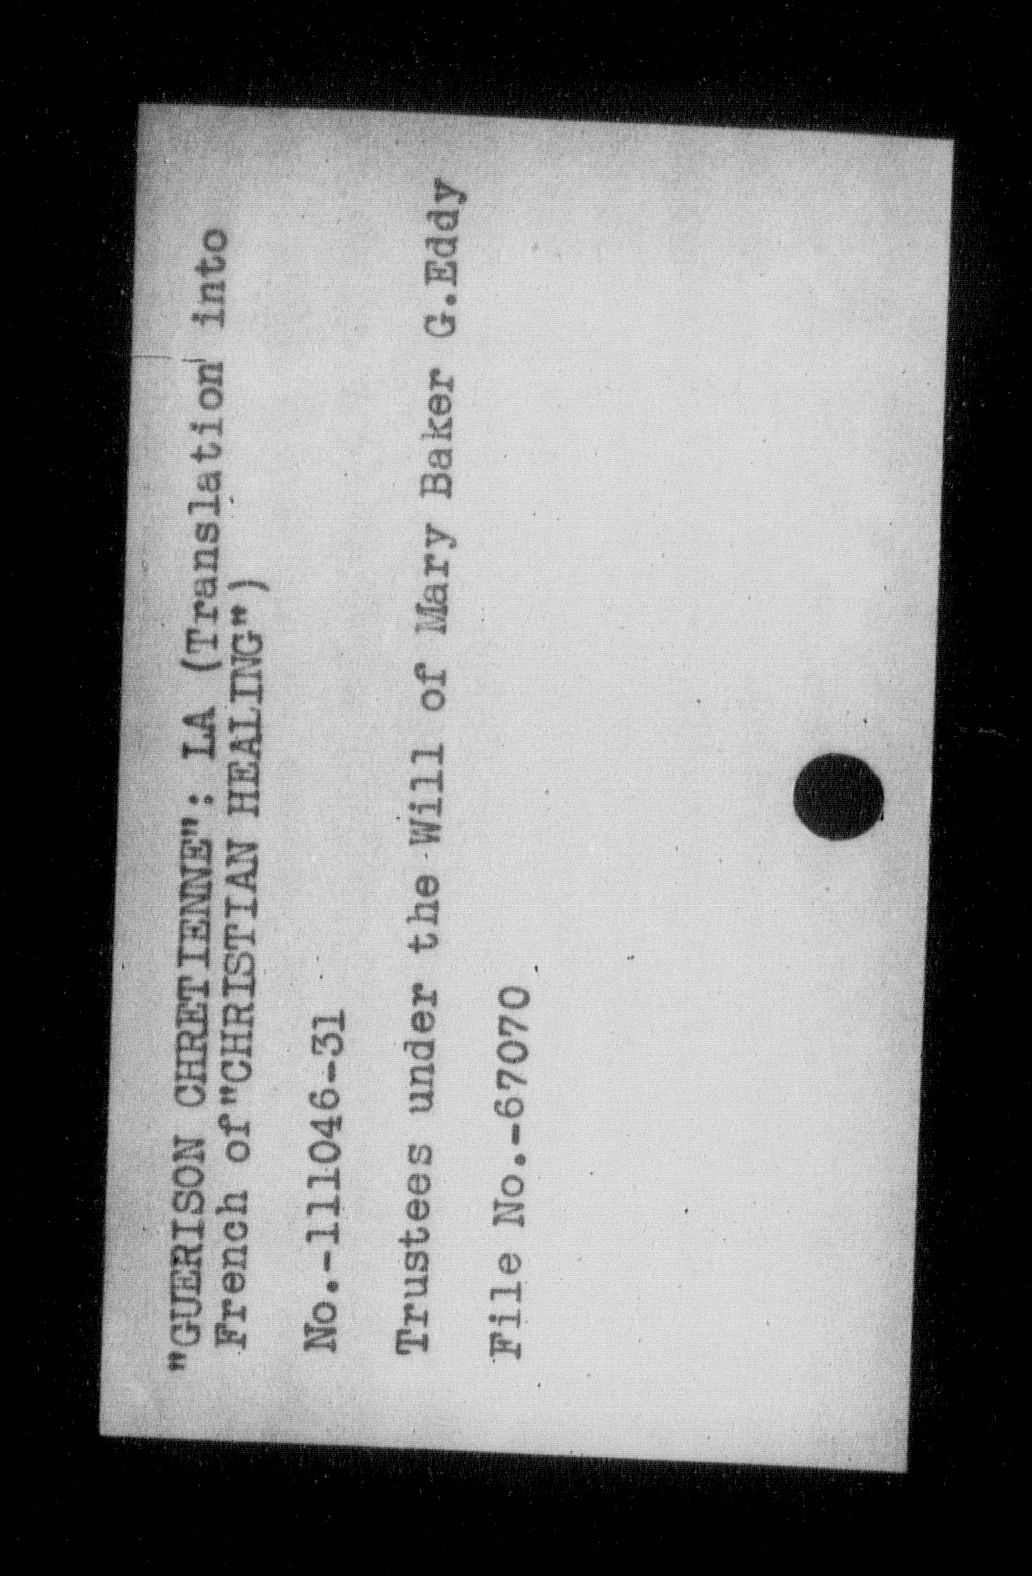 "GUERISON CHRETIENNE": LA (Translation into
French of"CHRISTIAN HEALING")
No.-111046-31
Trustees under the Will of Mary Baker G.Eddy
File No.-67070